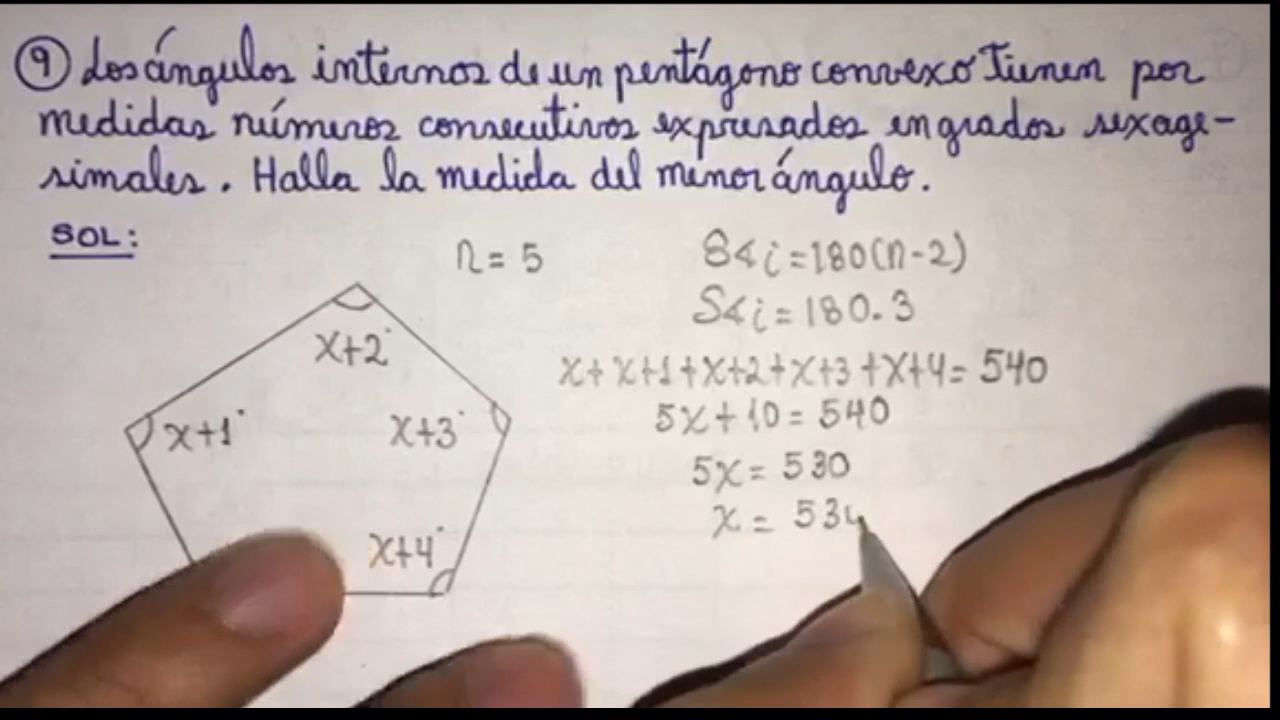 9 Los ángulos internos de un pentágono convexo tienen por
medidas números consecutivos expresados en grados sexage-
simales. Halla la medida del menor ángulo.
SOL:
n = 5
S∢i = 180(n-2)
S∢i = 180.3
x+x+1+x+2+x+3+x+4 = 540
5x+10 = 540
5x = 530
x = 53
x+2°
x+1°
x+3°
x+4°